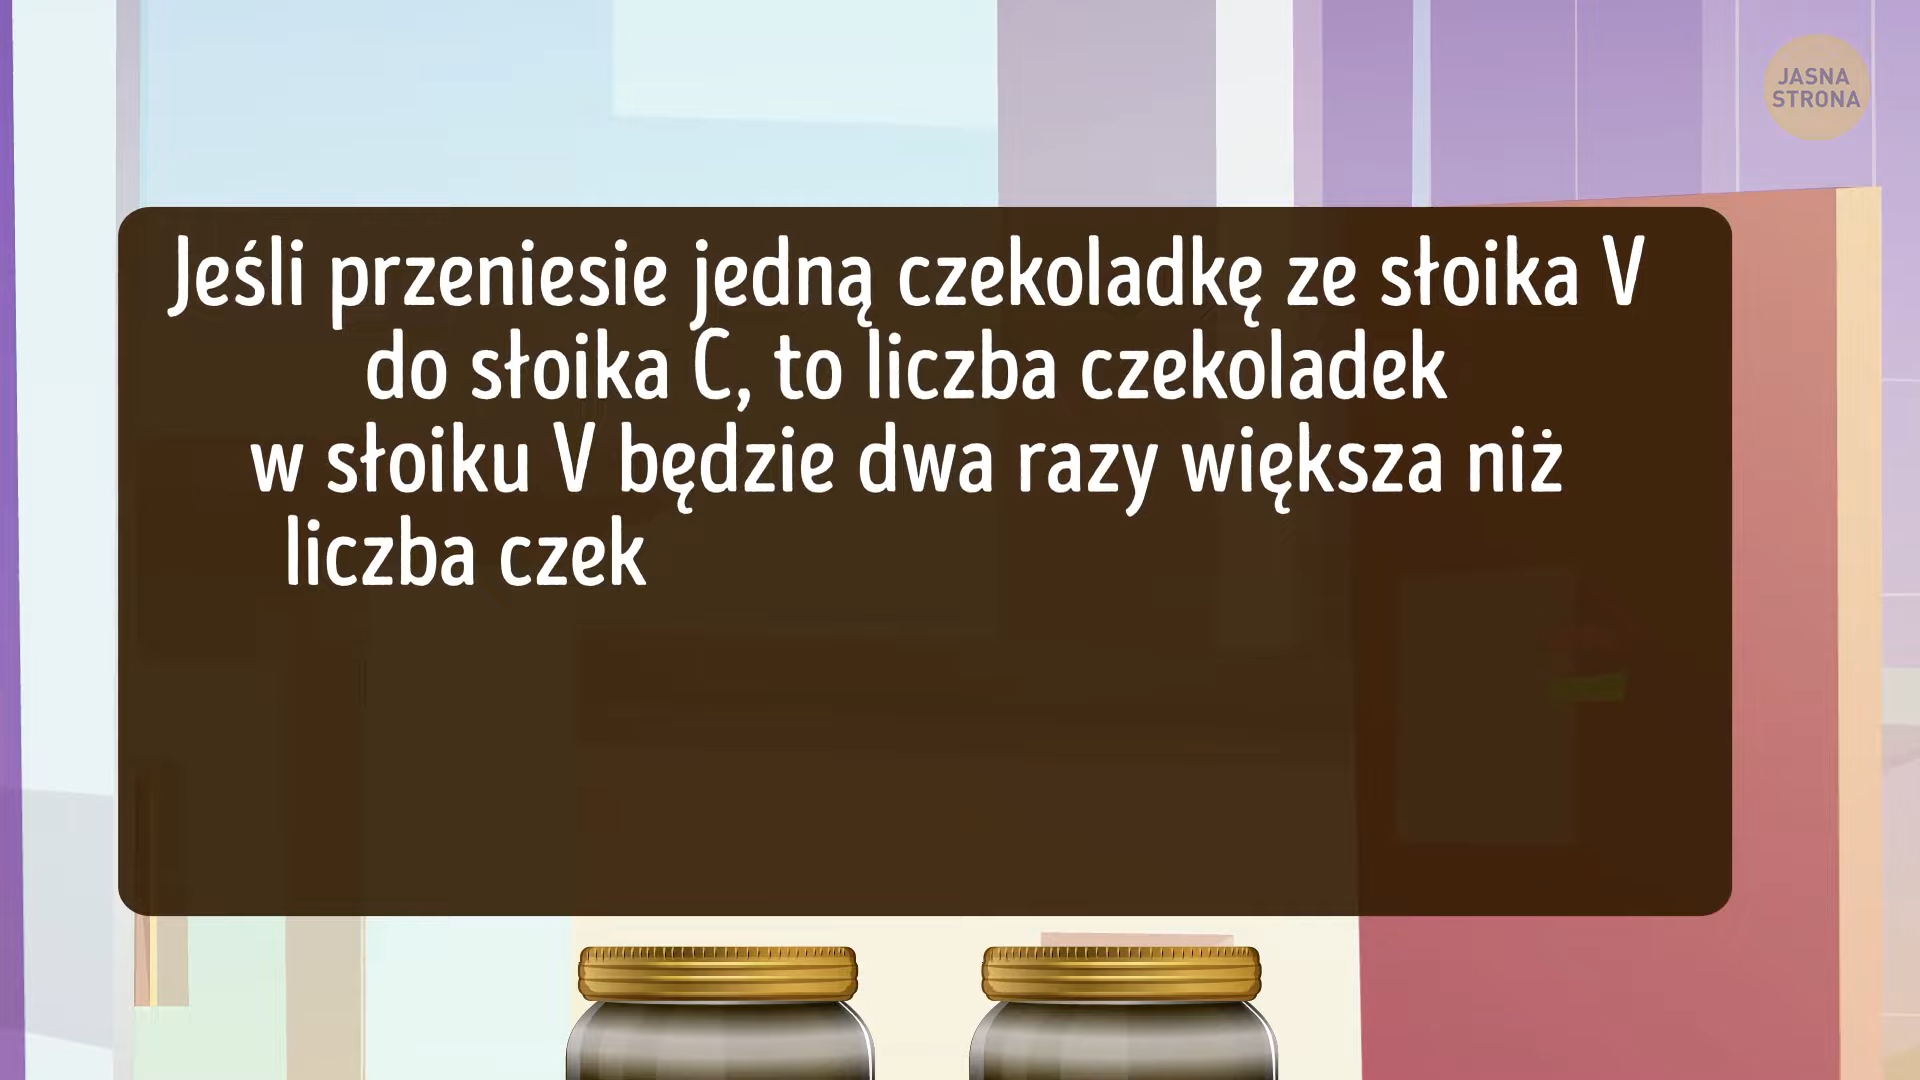 JASNA
STRONA
Jeśli przeniesie jedną czekoladkę ze słoika V
do słoika C, to liczba czekoladek
w słoiku V będzie dwa razy większa niż
liczba czek